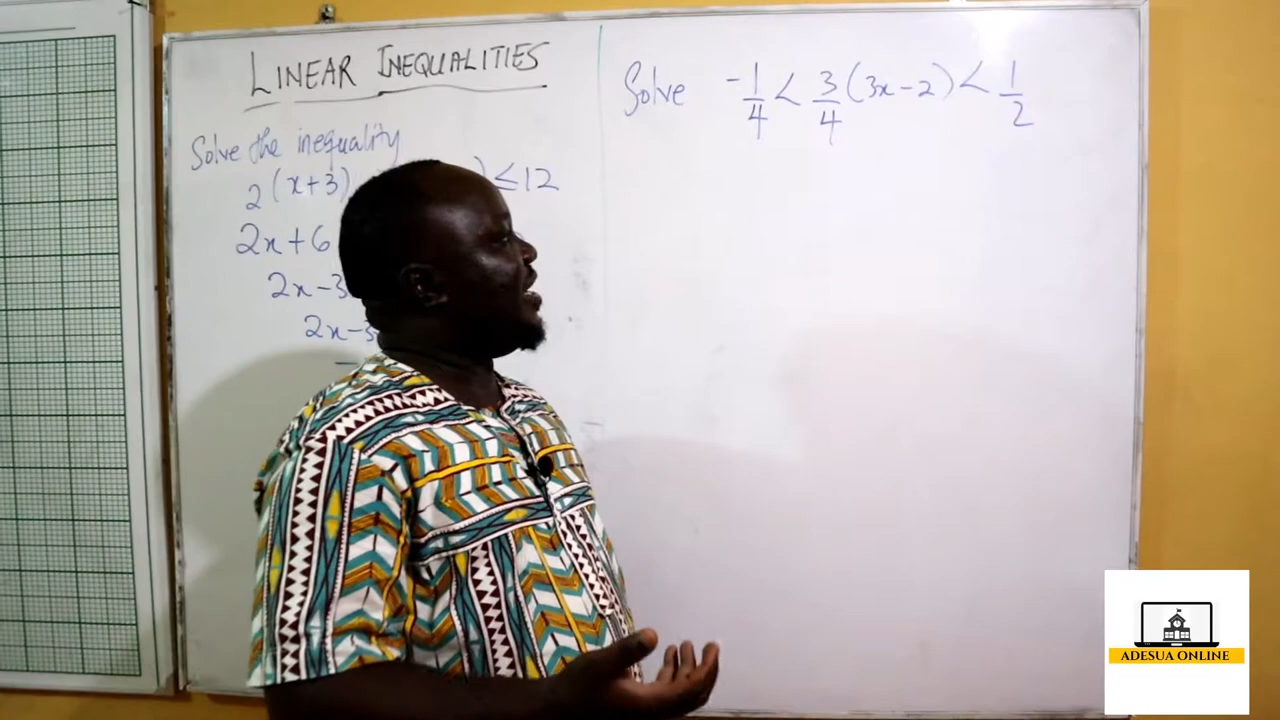 LINEAR INEQUALITIES
Solve the inequality
2(x+3) ) ≤ 12
2x+6
2x-3
2x-3
Solve -1/4 < 3/4 (3x-2) < 1/2
ADESUA ONLINE